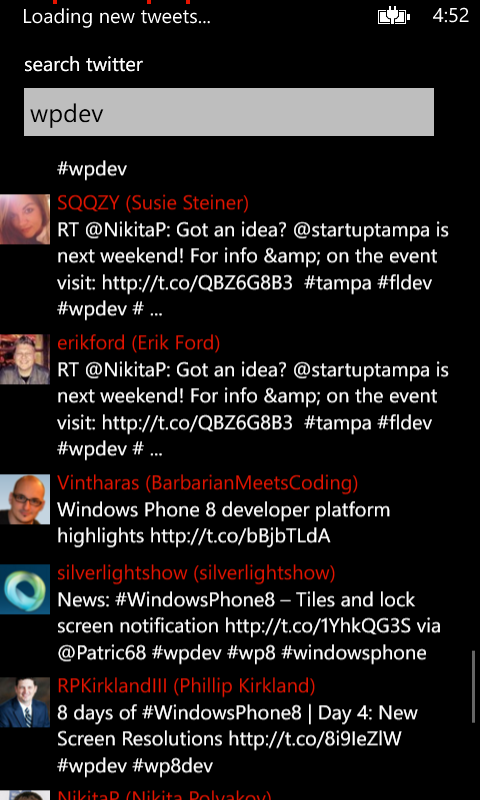 Loading new tweets...
4:52
search twitter
wpdev
#wpdev
SQQZY (Susie Steiner)
RT @NikitaP: Got an idea? @startuptampa is
next weekend! For info &amp; on the event
visit: http://t.co/QBZ6G8B3 #tampa #fldev
#wpdev # ...
erikford (Erik Ford)
RT @NikitaP: Got an idea? @startuptampa is
next weekend! For info &amp; on the event
visit: http://t.co/QBZ6G8B3 #tampa #fldev
#wpdev # ...
Vintharas (BarbarianMeetsCoding)
Windows Phone 8 developer platform
highlights http://t.co/bBjbTLdA
silverlightshow (silverlightshow)
News: #WindowsPhone8 – Tiles and lock
screen notification http://t.co/1YhkQG3S via
@Patric68 #wpdev #wp8 #windowsphone
RPKirklandIII (Phillip Kirkland)
8 days of #WindowsPhone8 | Day 4: New
Screen Resolutions http://t.co/8i9IeZlW
#wpdev #wp8dev
NikitaP (Nikita Polyakov)